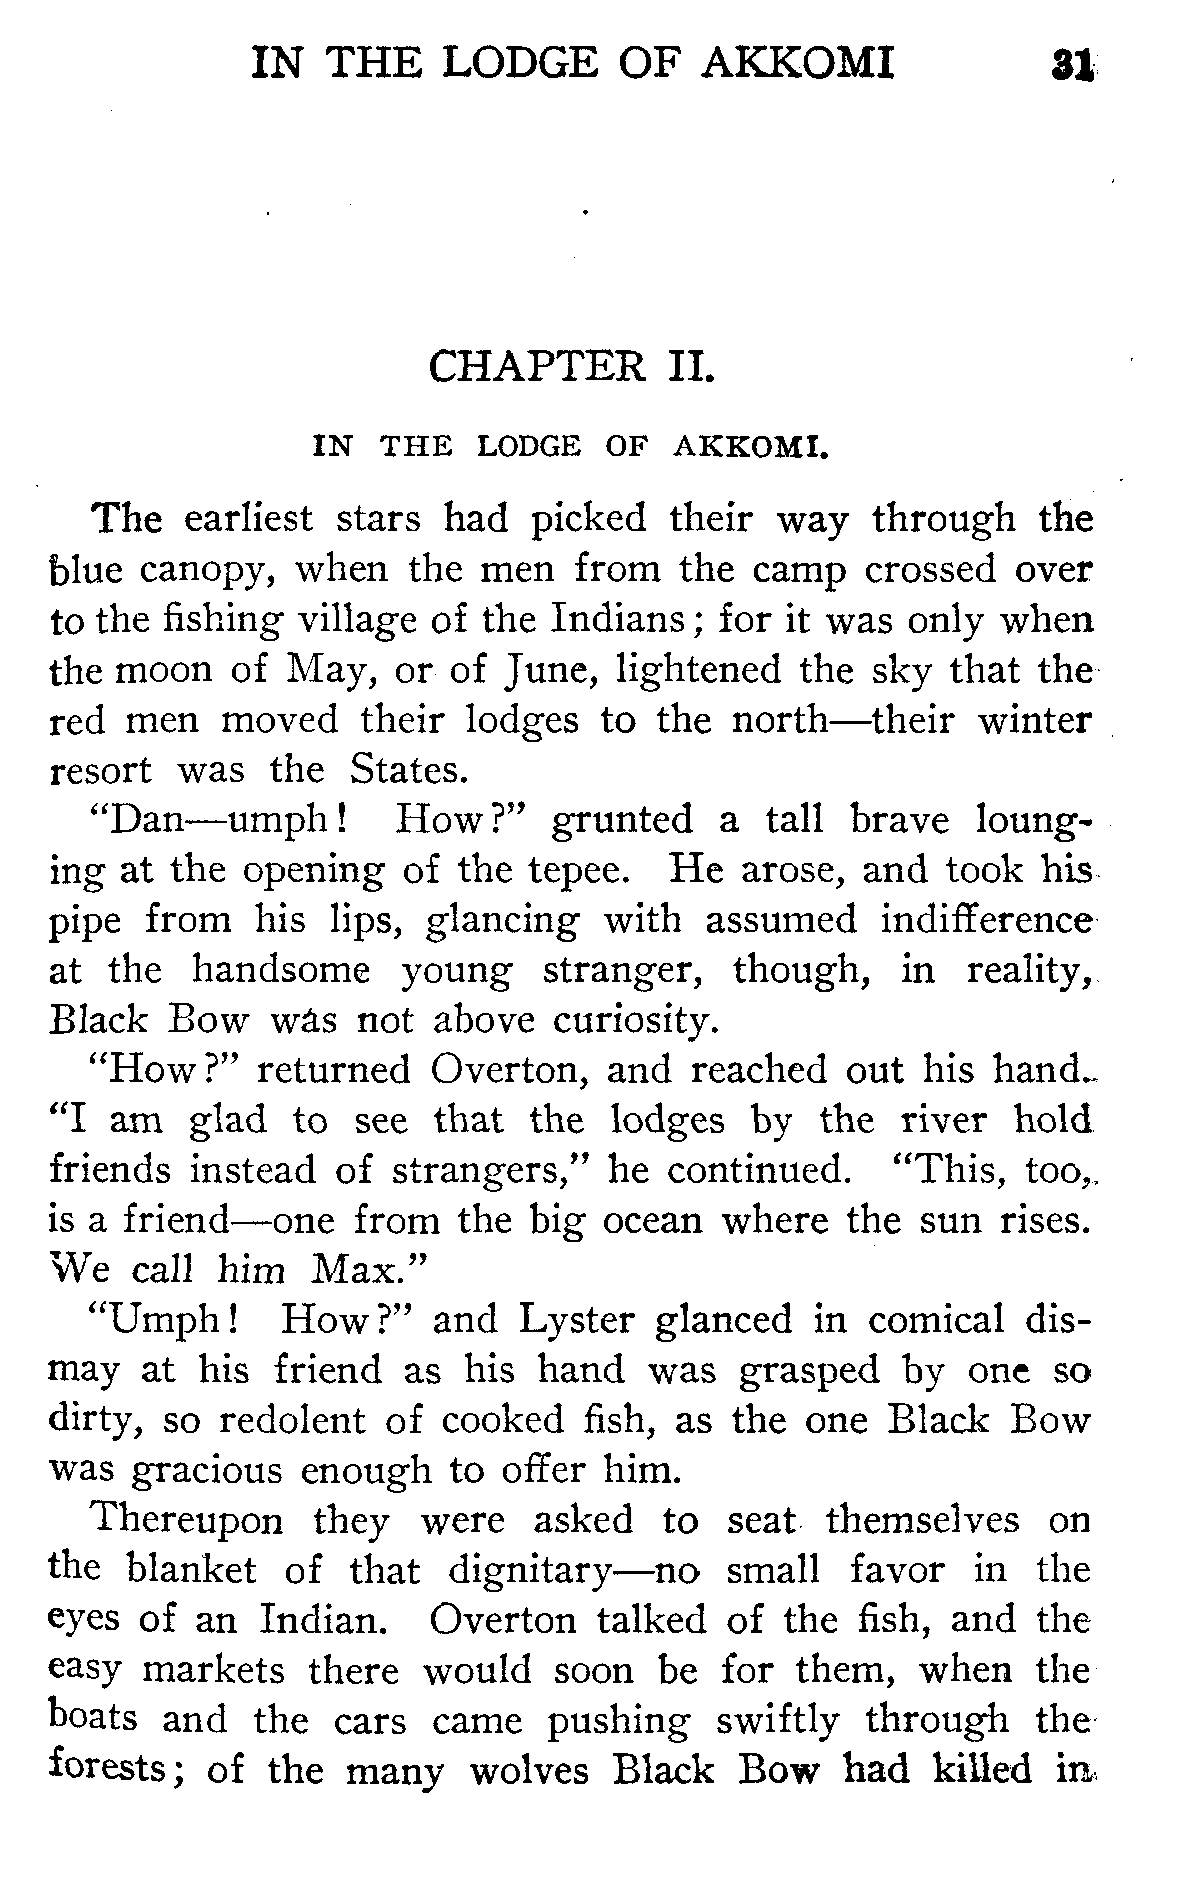 IN THE LODGE OF AKKOMI 31
CHAPTER II.
IN THE LODGE OF AKKOMI.
The earliest stars had picked their way through the
blue canopy, when the men from the camp crossed over
to the fishing village of the Indians; for it was only when
the moon of May, or of June, lightened the sky that the
red men moved their lodges to the north—their winter
resort was the States.
"Dan—umph! How?" grunted a tall brave loung-
ing at the opening of the tepee. He arose, and took his
pipe from his lips, glancing with assumed indifference
at the handsome young stranger, though, in reality,
Black Bow was not above curiosity.
"How?" returned Overton, and reached out his hand.
"I am glad to see that the lodges by the river hold
friends instead of strangers," he continued. "This, too,
is a friend—one from the big ocean where the sun rises.
We call him Max."
"Umph! How?" and Lyster glanced in comical dis-
may at his friend as his hand was grasped by one so
dirty, so redolent of cooked fish, as the one Black Bow
was gracious enough to offer him.
Thereupon they were asked to seat themselves on
the blanket of that dignitary—no small favor in the
eyes of an Indian. Overton talked of the fish, and the
easy markets there would soon be for them, when the
boats and the cars came pushing swiftly through the
forests; of the many wolves Black Bow had killed in